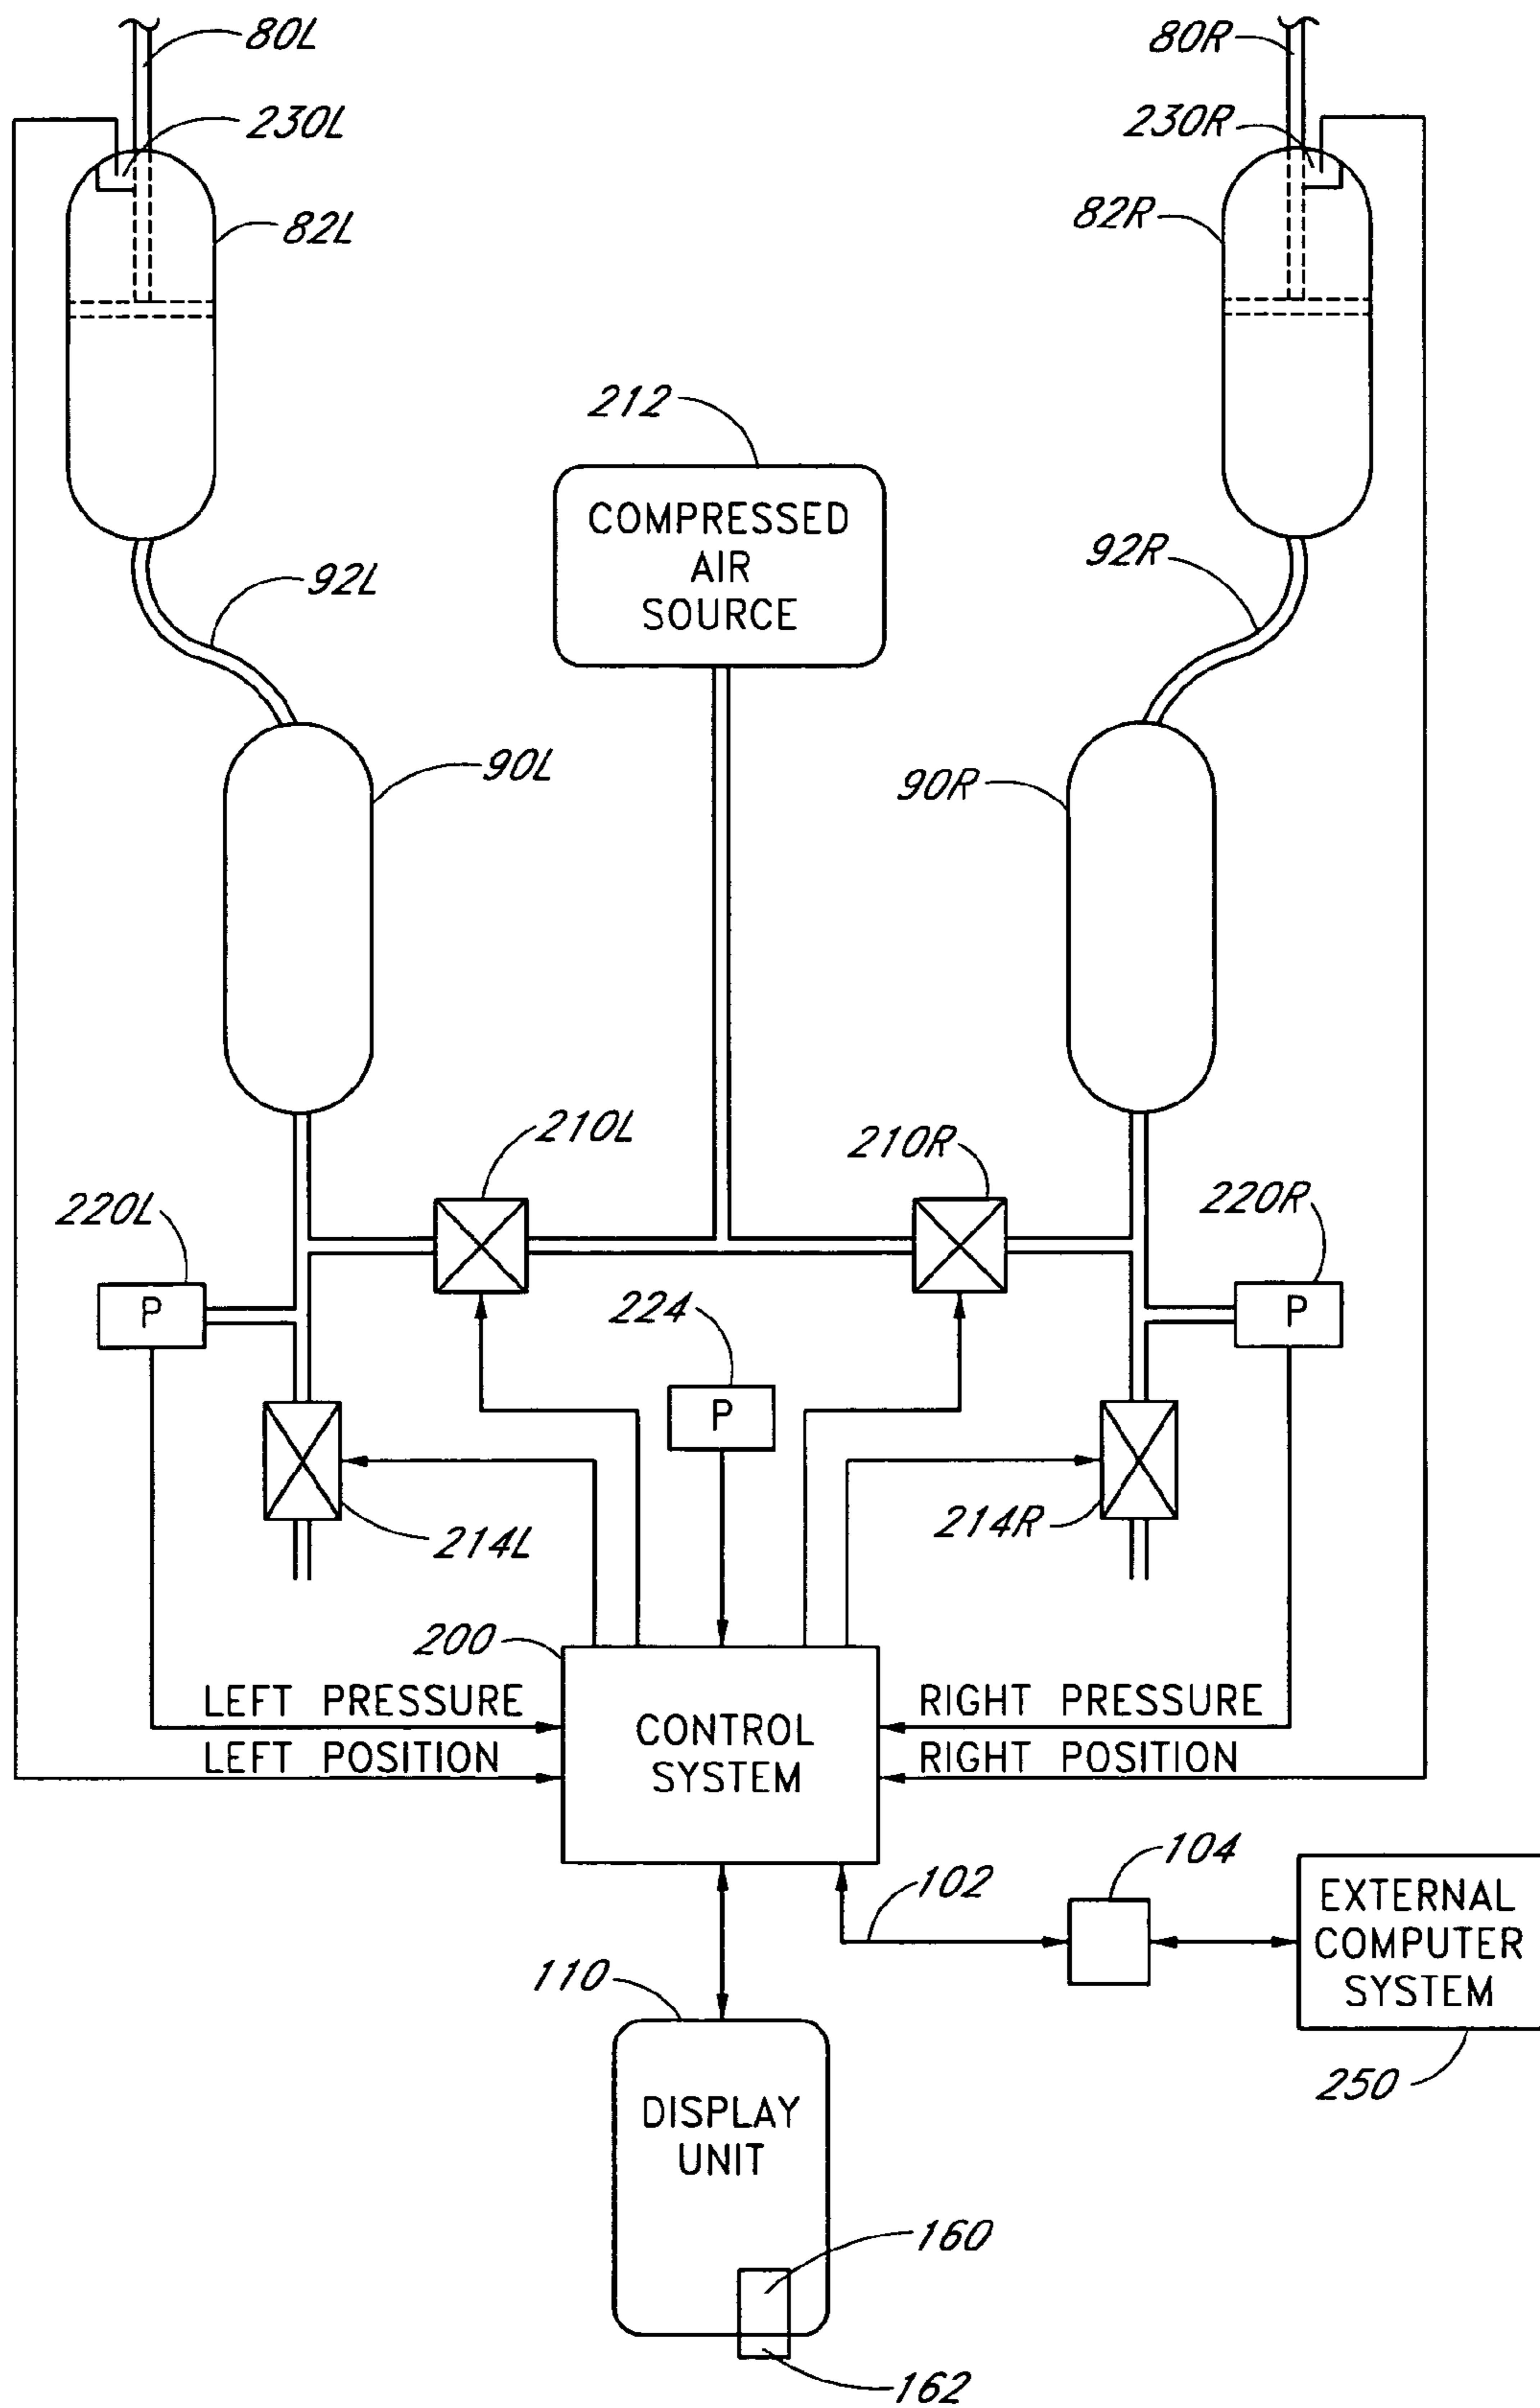 80L
80R
230L
230R
82L
82R
212
COMPRESSED
AIR
SOURCE
92L
92R
90L
90R
210L
210R
220L
220R
P
224
P
P
214L
214R
200
LEFT PRESSURE
RIGHT PRESSURE
CONTROL
SYSTEM
LEFT POSITION
RIGHT POSITION
104
102
EXTERNAL
COMPUTER
SYSTEM
110
250
DISPLAY
UNIT
160
162